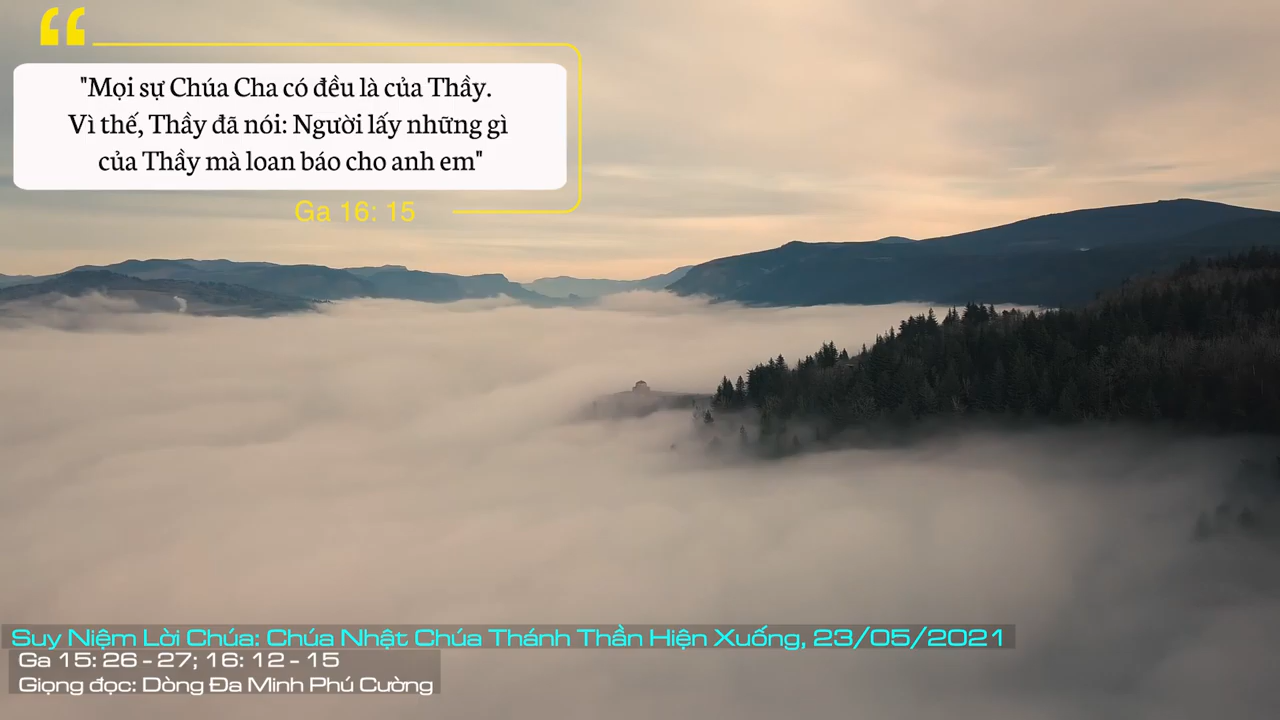 "Mọi sự Chúa Cha có đều là của Thầy.
Vì thế, Thầy đã nói: Người lấy những gì
của Thầy mà loan báo cho anh em"
Ga 16: 15
Suy Niệm Lời Chúa: Chúa Nhật Chúa Thánh Thần Hiện Xuống, 23/05/2021
Ga 15: 26 - 27; 16: 12 - 15
Giọng đọc: Dòng Đa Minh Phú Cường